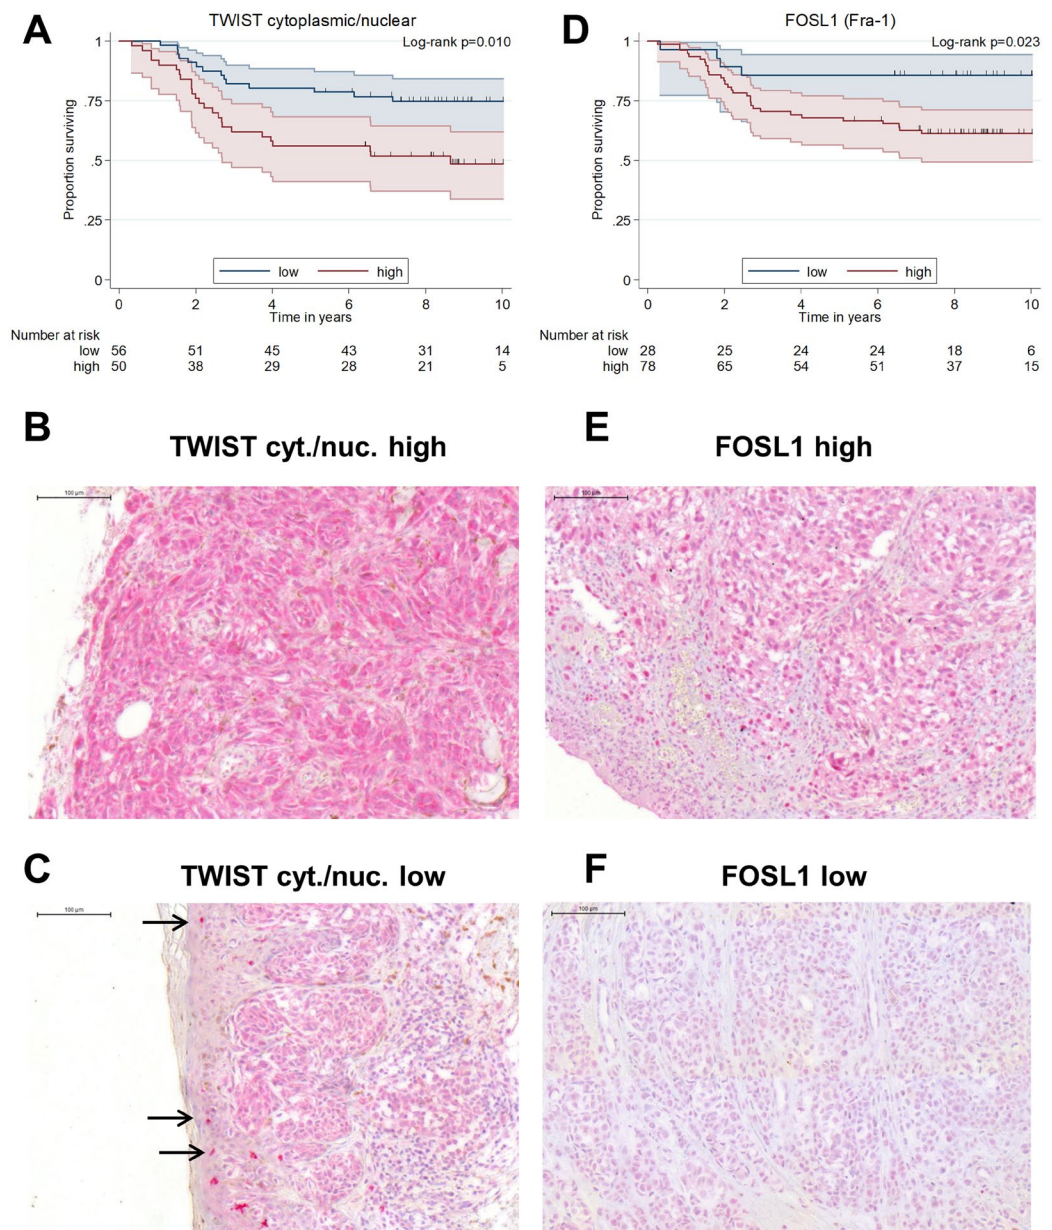 A
TWIST cytoplasmic/nuclear
Log-rank p=0.010
Proportion surviving
1
.75
.5
.25
0
low high
0 2 4 6 8 10
Time in years
Number at risk
low 56 51 45 43 31 14
high 50 38 29 28 21 5
D
FOSL1 (Fra-1)
Log-rank p=0.023
Proportion surviving
1
.75
.5
.25
0
low high
0 2 4 6 8 10
Time in years
Number at risk
low 28 25 24 24 18 6
high 78 65 54 51 37 15
B
TWIST cyt./nuc. high
100 µm
E
FOSL1 high
100 µm
C
TWIST cyt./nuc. low
100 µm
F
FOSL1 low
100 µm